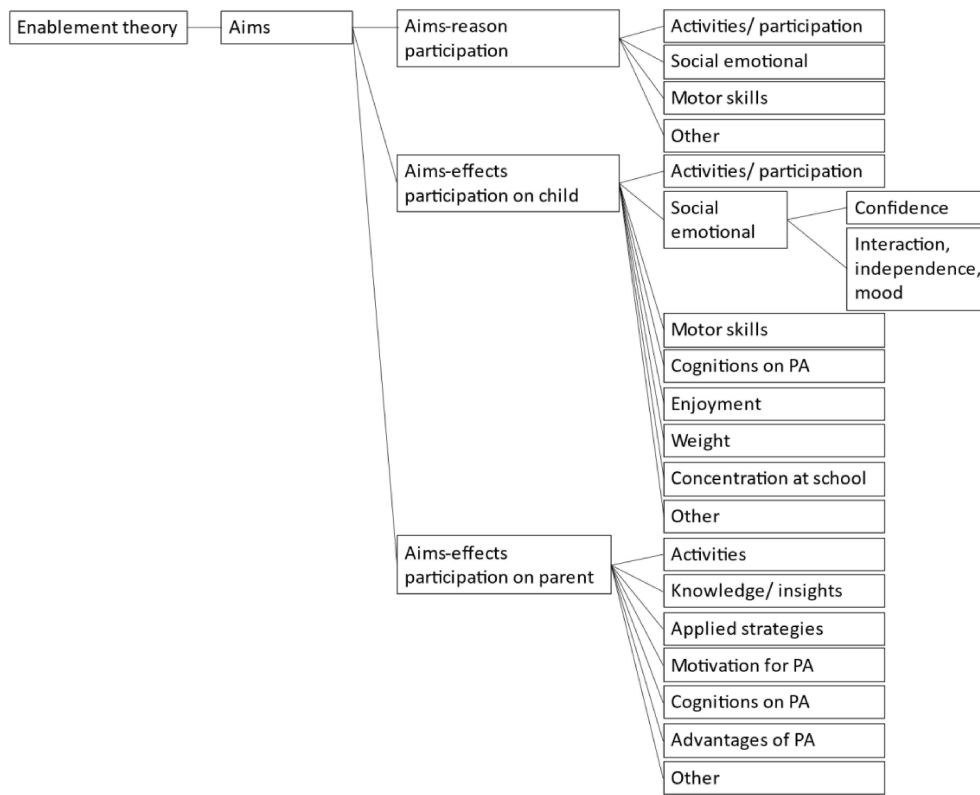 Enablement theory
Aims
Aims-reason
participation
Activities/ participation
Social emotional
Motor skills
Other
Aims-effects
participation on child
Activities/ participation
Social
emotional
Confidence
Interaction,
independence,
mood
Motor skills
Cognitions on PA
Enjoyment
Weight
Concentration at school
Other
Aims-effects
participation on parent
Activities
Knowledge/ insights
Applied strategies
Motivation for PA
Cognitions on PA
Advantages of PA
Other